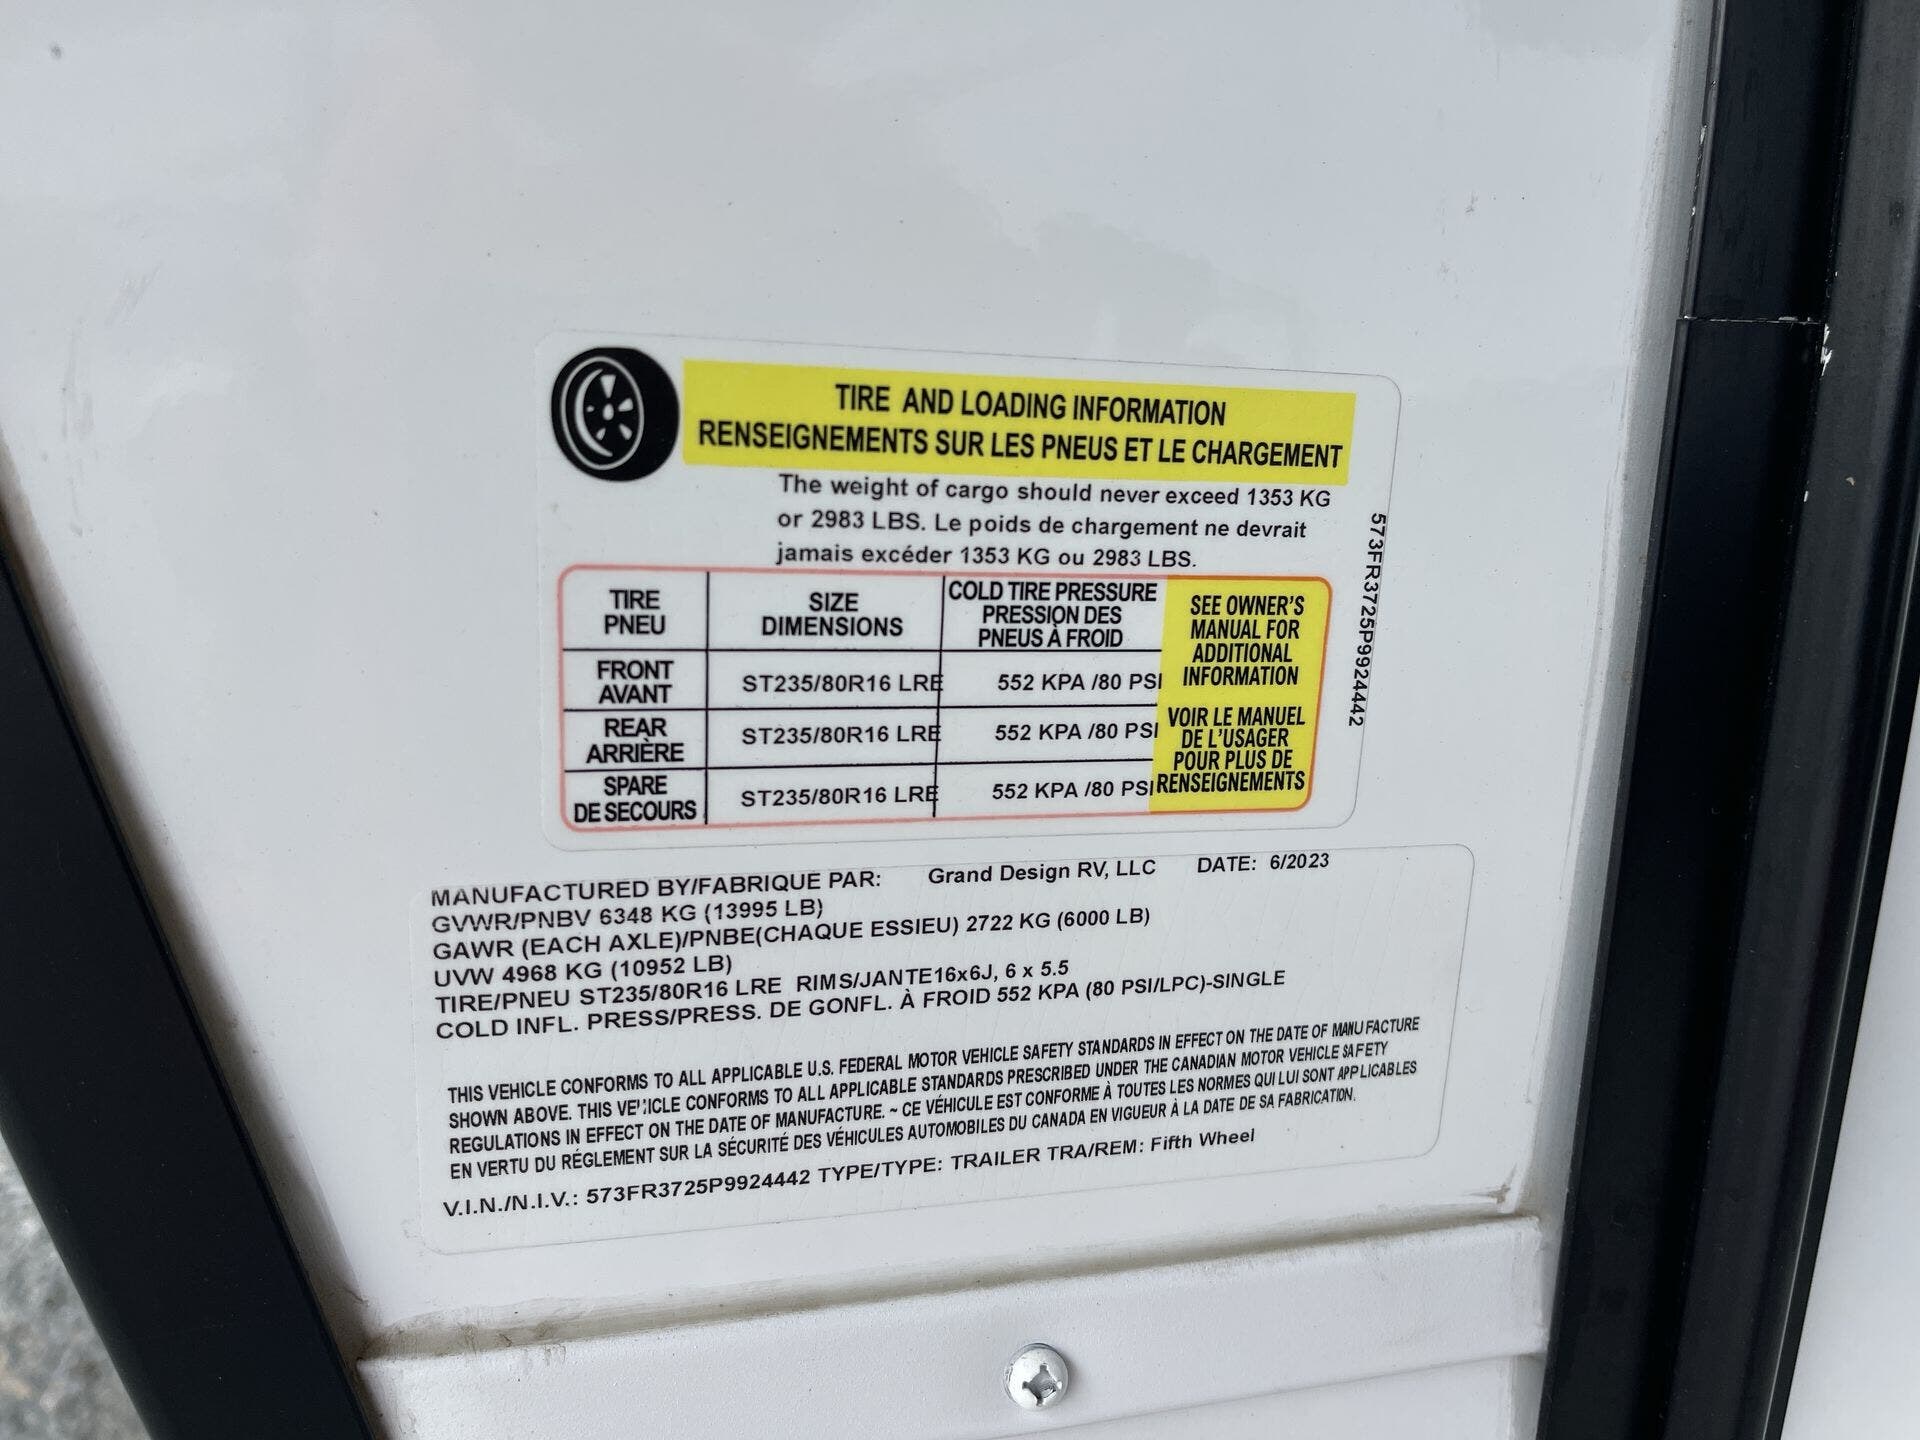 TIRE AND LOADING INFORMATION
RENSEIGNEMENTS SUR LES PNEUS ET LE CHARGEMENT
The weight of cargo should never exceed 1353 KG
or 2983 LBS. Le poids de chargement ne devrait
jamais excéder 1353 KG ou 2983 LBS.
TIRE
PNEU
SIZE
DIMENSIONS
COLD TIRE PRESSURE
PRESSION DES
PNEUS À FROID
FRONT
AVANT
ST235/80R16 LRE
552 KPA /80 PSI
REAR
ARRIÈRE
ST235/80R16 LRE
552 KPA /80 PSI
SPARE
DE SECOURS
ST235/80R16 LRE
552 KPA /80 PSI
SEE OWNER'S
MANUAL FOR
ADDITIONAL
INFORMATION
VOIR LE MANUEL
DE L'USAGER
POUR PLUS DE
RENSEIGNEMENTS
573FR3725P9924442
MANUFACTURED BY/FABRIQUE PAR: Grand Design RV, LLC DATE: 6/2023
GVWR/PNBV 6348 KG (13995 LB)
GAWR (EACH AXLE)/PNBE(CHAQUE ESSIEU) 2722 KG (6000 LB)
UVW 4968 KG (10952 LB)
TIRE/PNEU ST235/80R16 LRE RIMS/JANTE16x6J, 6 x 5.5
COLD INFL. PRESS/PRESS. DE GONFL. À FROID 552 KPA (80 PSI/LPC)-SINGLE
THIS VEHICLE CONFORMS TO ALL APPLICABLE U.S. FEDERAL MOTOR VEHICLE SAFETY STANDARDS IN EFFECT ON THE DATE OF MANUFACTURE
SHOWN ABOVE. THIS VEHICLE CONFORMS TO ALL APPLICABLE STANDARDS PRESCRIBED UNDER THE CANADIAN MOTOR VEHICLE SAFETY
REGULATIONS IN EFFECT ON THE DATE OF MANUFACTURE. ~ CE VÉHICULE EST CONFORME À TOUTES LES NORMES QUI LUI SONT APPLICABLES
EN VERTU DU RÉGLEMENT SUR LA SÉCURITÉ DES VÉHICULES AUTOMOBILES DU CANADA EN VIGUEUR À LA DATE DE SA FABRICATION.
V.I.N./N.I.V.: 573FR3725P9924442 TYPE/TYPE: TRAILER TRA/REM: Fifth Wheel